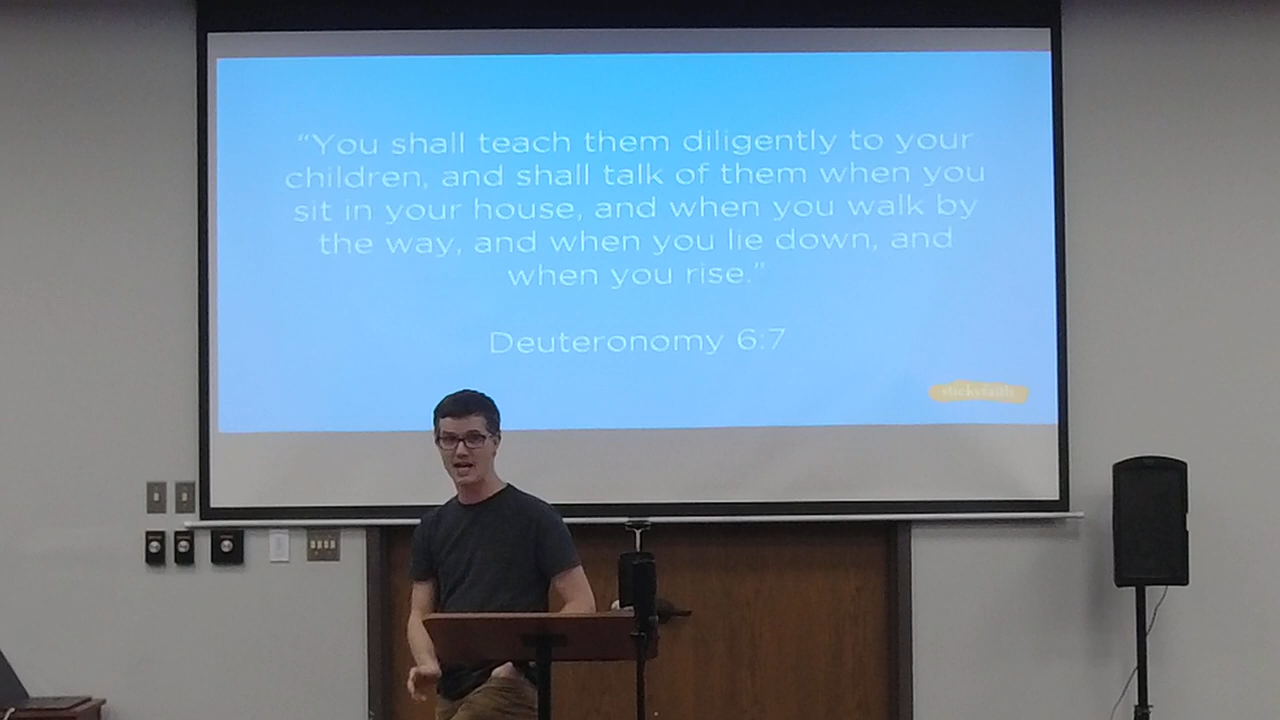 “You shall teach them diligently to your
children, and shall talk of them when you
sit in your house, and when you walk by
the way, and when you lie down, and
when you rise.”
Deuteronomy 6:7
stickyfaith